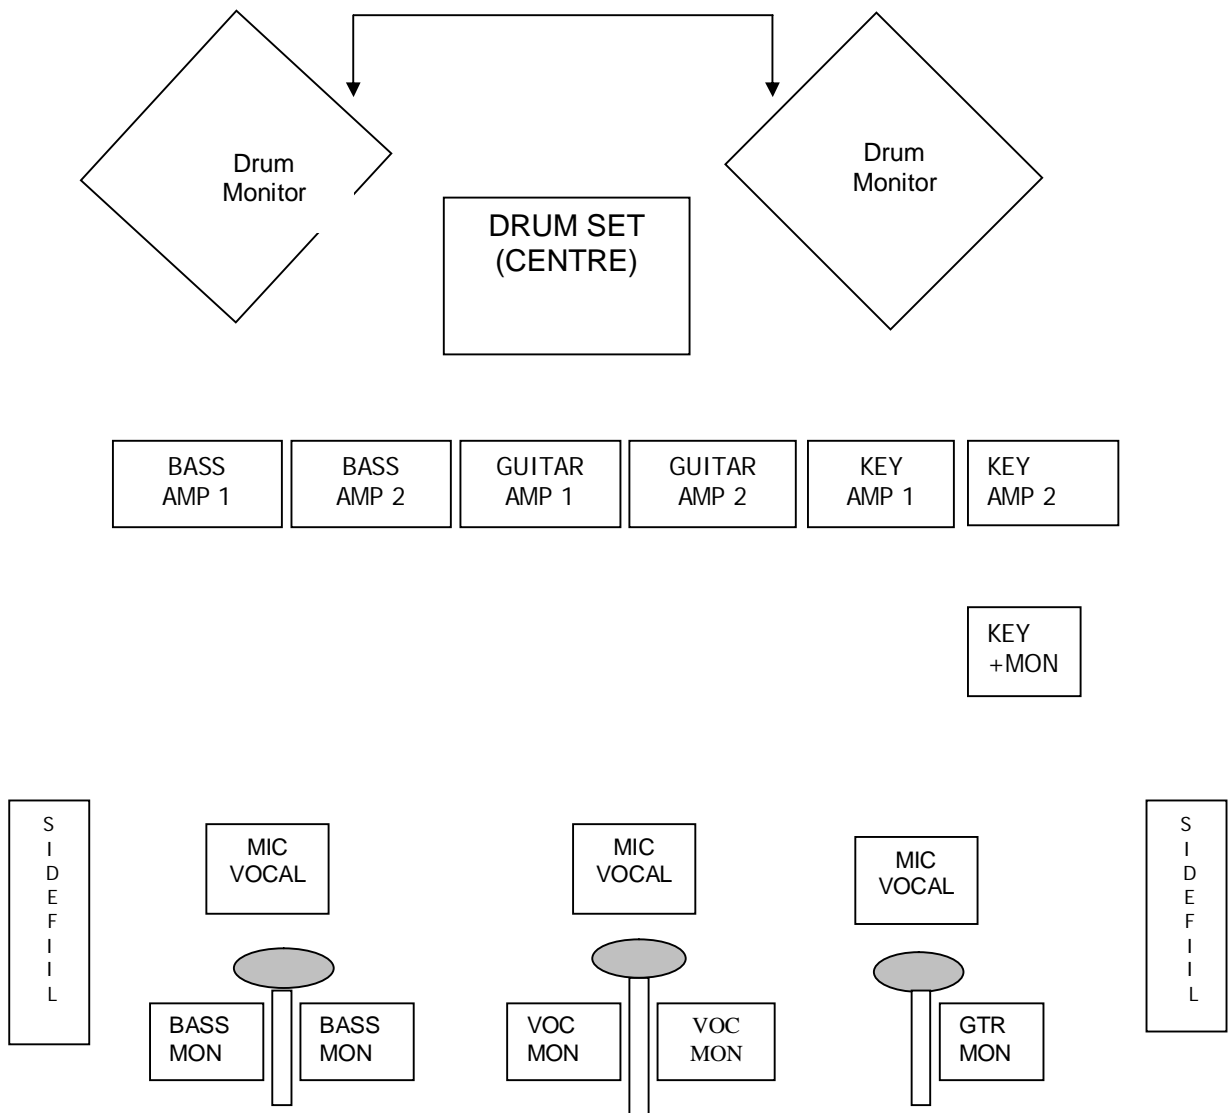 Drum
Monitor
Drum
Monitor
DRUM SET
(CENTRE)
BASS
AMP 1
BASS
AMP 2
GUITAR
AMP 1
GUITAR
AMP 2
KEY
AMP 1
KEY
AMP 2
KEY
+MON
S
I
D
E
F
I
I
L
MIC
VOCAL
MIC
VOCAL
MIC
VOCAL
S
I
D
E
F
I
I
L
BASS
MON
BASS
MON
VOC
MON
VOC
MON
GTR
MON